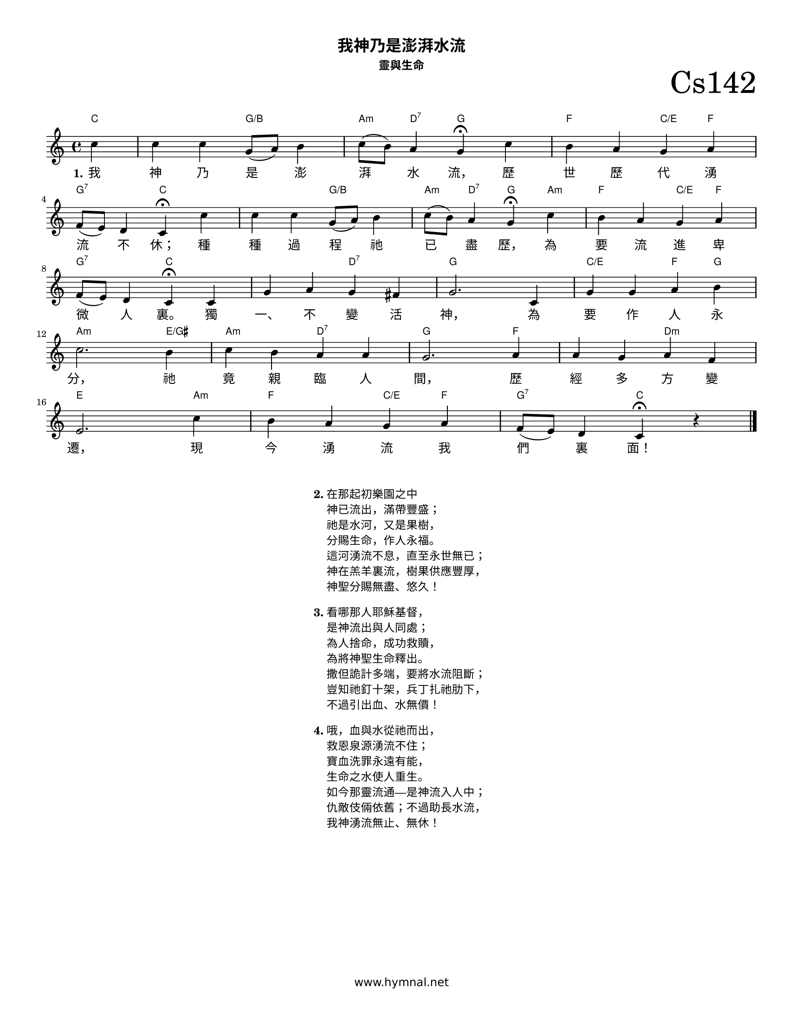 我神乃是澎湃水流
靈與生命
Cs142
C G/B Am D7 G F C/E F
1. 我 神 乃 是 澎 湃 水 流， 歷 世 歷 代 湧
4
G7 C G/B Am D7 G Am F C/E F
流 不 休； 種 種 過 程 祂 已 盡 歷， 為 要 流 進 卑
8
G7 C D7 G C/E F G
微 人 裏。 獨 一、 不 變 活 神， 為 要 作 人 永
12
Am E/G# Am D7 G F Dm
分， 祂 竟 親 臨 人 間， 歷 經 多 方 變
16
E Am F C/E F G7 C
遷， 現 今 湧 流 我 們 裏 面！
2. 在那起初樂園之中
神已流出，滿帶豐盛；
祂是水河，又是果樹，
分賜生命，作人永福。
這河湧流不息，直至永世無已；
神在羔羊裏流，樹果供應豐厚，
神聖分賜無盡、悠久！
3. 看哪那人耶穌基督，
是神流出與人同處；
為人捨命，成功救贖，
為將神聖生命釋出。
撒但詭計多端，要將水流阻斷；
豈知祂釘十架，兵丁扎祂肋下，
不過引出血、水無價！
4. 哦，血與水從祂而出，
救恩泉源湧流不住；
寶血洗罪永遠有能，
生命之水使人重生。
如今那靈流通—是神流入人中；
仇敵伎倆依舊；不過助長水流，
我神湧流無止、無休！
www.hymnal.net